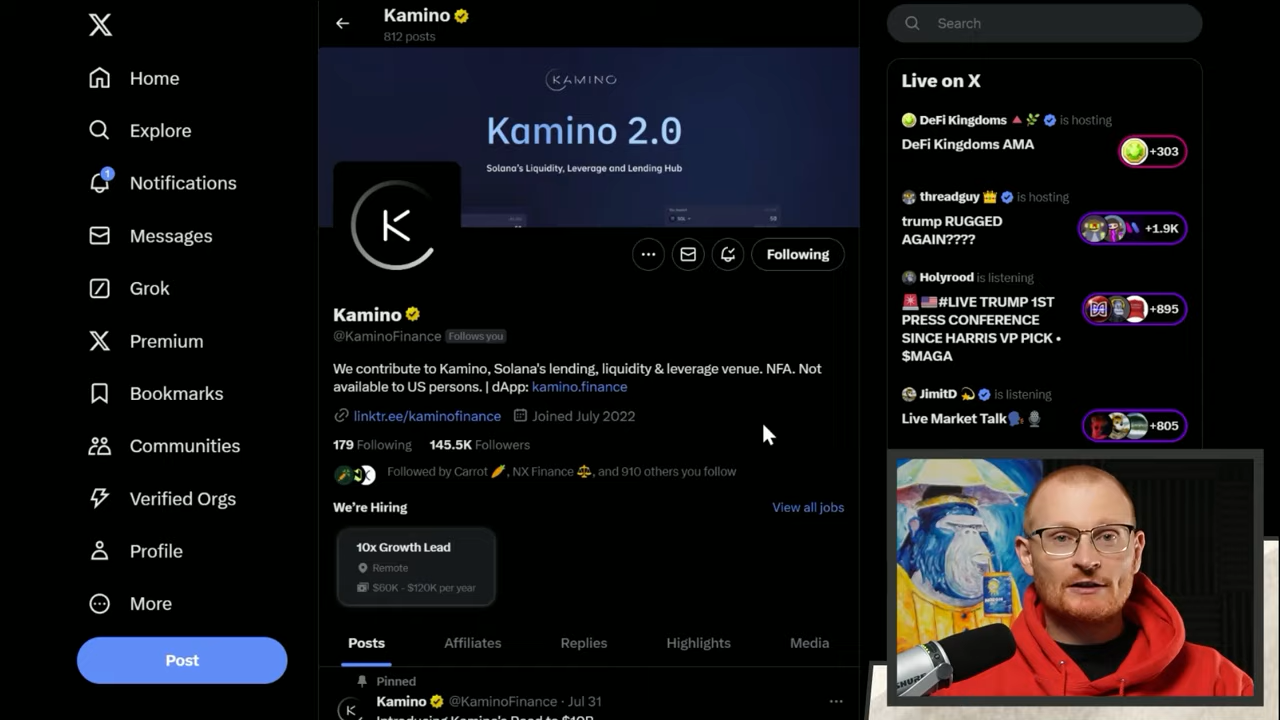 Home
Explore
1
Notifications
Messages
Grok
Premium
Bookmarks
Communities
Verified Orgs
Profile
More
Post
Kamino
812 posts
KAMINO
Kamino 2.0
Solana's Liquidity, Leverage and Lending Hub
Following
Kamino
@KaminoFinance Follows you
We contribute to Kamino, Solana's lending, liquidity & leverage venue. NFA. Not
available to US persons. | dApp: kamino.finance
linktr.ee/kaminofinance Joined July 2022
179 Following 145.5K Followers
Followed by Carrot 🥕, NX Finance ⚖️, and 910 others you follow
We're Hiring View all jobs
10x Growth Lead
Remote
$60K - $120K per year
Posts Affiliates Replies Highlights Media
Pinned
Kamino @KaminoFinance · Jul 31
Introducing Kamino's Road to $10B
Search
Live on X
DeFi Kingdoms is hosting
DeFi Kingdoms AMA
+303
threadguy 👑 is hosting
trump RUGGED
AGAIN????
+1.9K
Holyrood is listening
🚨🇺🇸#LIVE TRUMP 1ST
PRESS CONFERENCE
SINCE HARRIS VP PICK •
$MAGA
+895
JimitD is listening
Live Market Talk
+805